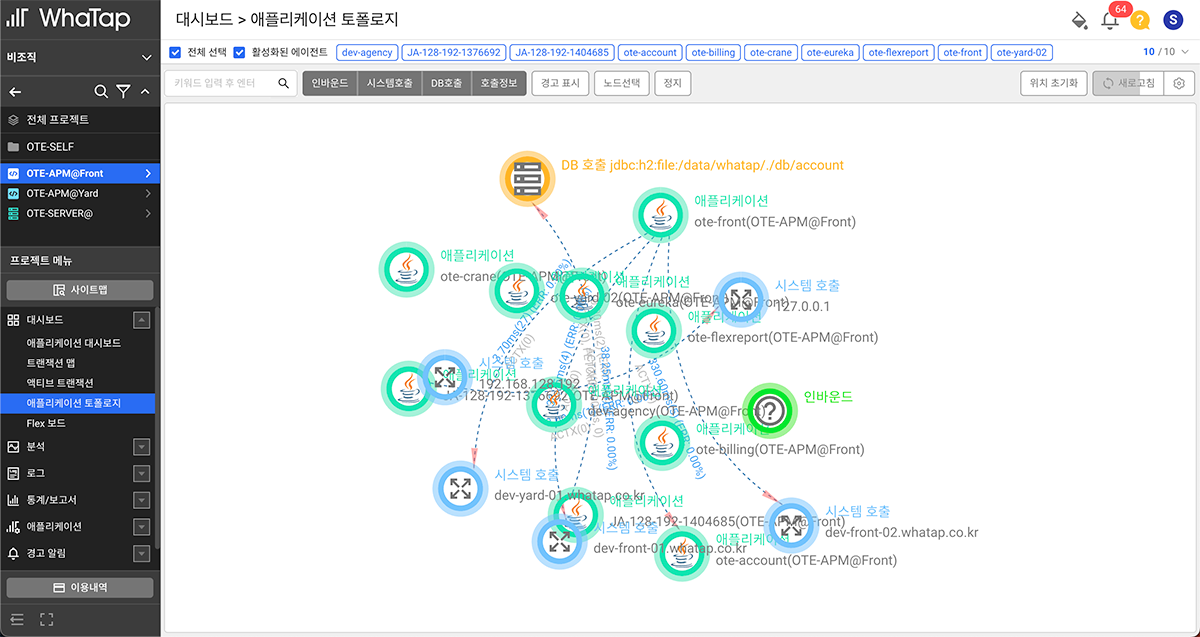 WhaTap
비조직
전체 프로젝트
OTE-SELF
OTE-APM@Front
OTE-APM@Yard
OTE-SERVER@
프로젝트 메뉴
사이트맵
대시보드
애플리케이션 대시보드
트랜잭션 맵
액티브 트랜잭션
애플리케이션 토폴로지
Flex 보드
분석
로그
통계/보고서
애플리케이션
경고 알림
이용내역
대시보드 > 애플리케이션 토폴로지
64
?
S
전체 선택 활성화된 에이전트 dev-agency JA-128-192-1376692 JA-128-192-1404685 ote-account ote-billing ote-crane ote-eureka ote-flexreport ote-front ote-yard-02 10 / 10
키워드 입력 후 엔터 인바운드 시스템호출 DB호출 호출정보 경고 표시 노드선택 정지 위치 초기화 새로고침
DB 호출 jdbc:h2:file:/data/whatap/./db/account
애플리케이션
ote-front(OTE-APM@Front)
애플리케이션
ote-crane(OTE-APM@Front)
ote-yard-02(OTE-APM@Front)
애플리케이션
ote-eureka(OTE-APM@Front)
시스템 호출
127.0.0.1
애플리케이션
ote-flexreport(OTE-APM@Front)
시스템 호출
192.168.128.192
애플리케이션
JA-128-192-1376692(OTE-APM@Front)
애플리케이션
dev-agency(OTE-APM@Front)
인바운드
애플리케이션
ote-billing(OTE-APM@Front)
시스템 호출
dev-yard-01.whatap.co.kr
애플리케이션
JA-128-192-1404685(OTE-APM@Front)
시스템 호출
dev-front-01.whatap.co.kr
시스템 호출
dev-front-02.whatap.co.kr
애플리케이션
ote-account(OTE-APM@Front)